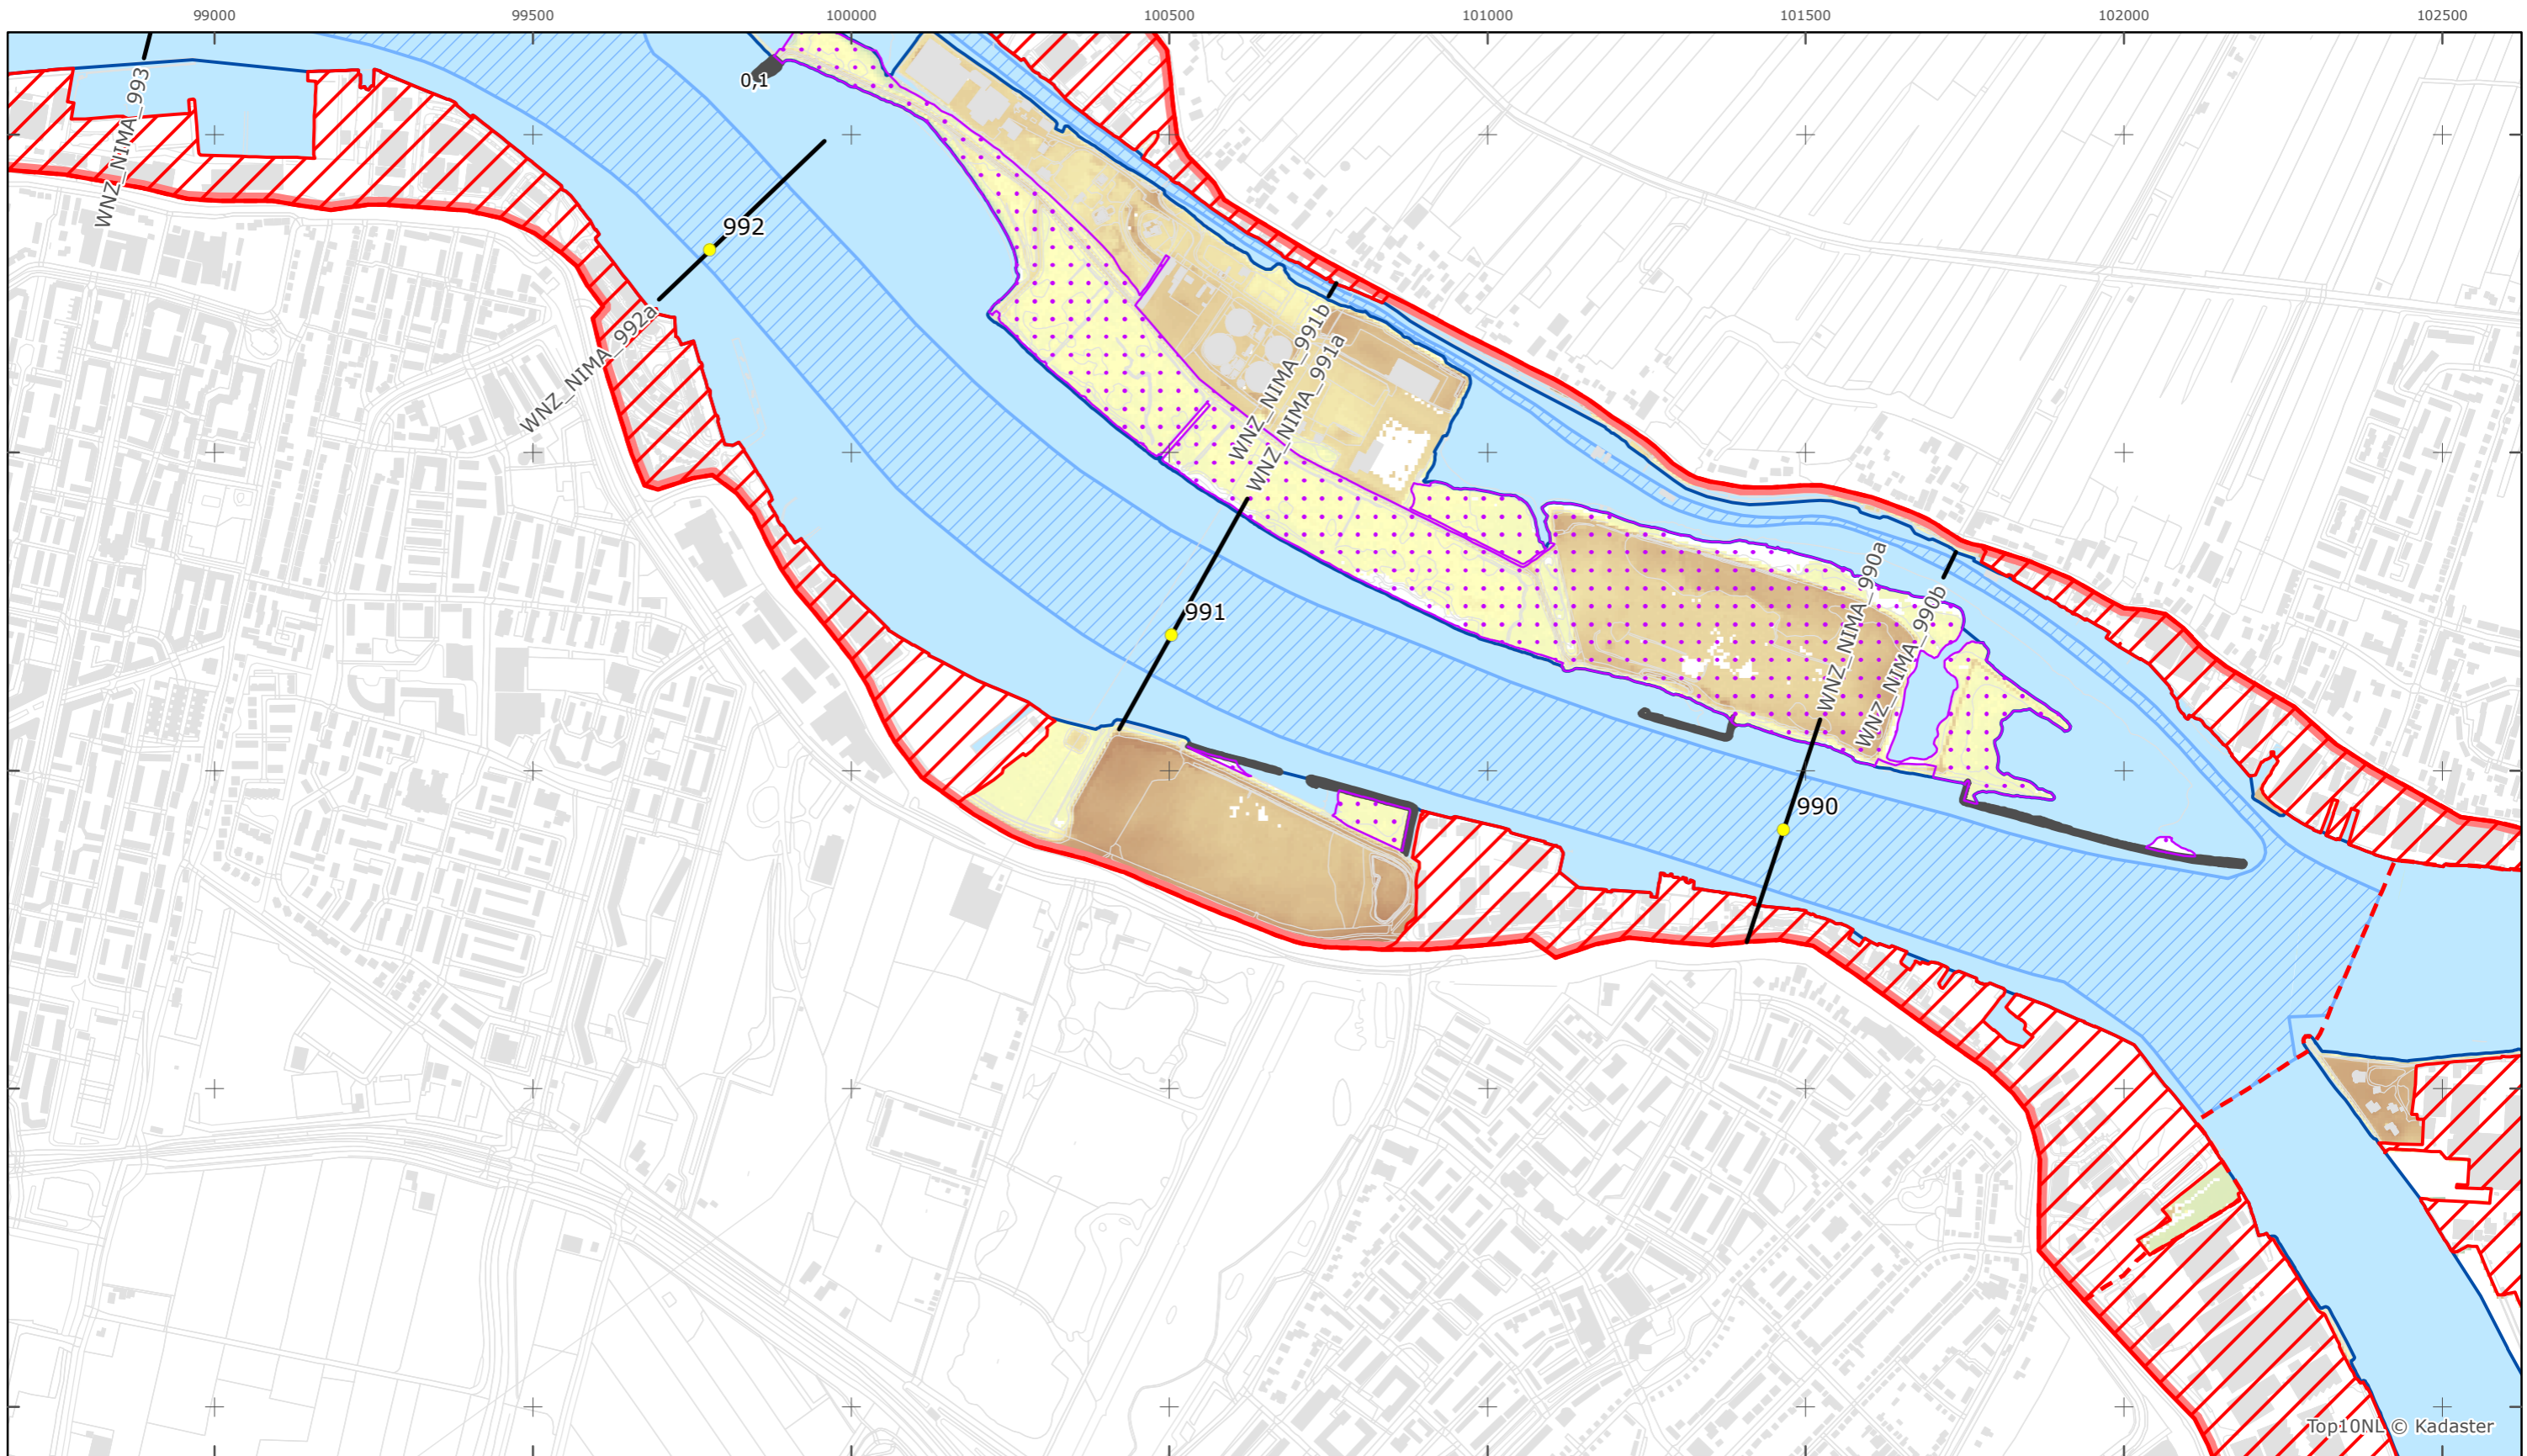 99000 99500 100000 100500 101000 101500 102000 102500
WNZ_NIMA_993
0,1
992
WNZ_NIMA_992a
WNZ_NIMA_991b
WNZ_NIMA_991a
991
WNZ_NIMA_990a
WNZ_NIMA_990b
990
Top10NL © Kadaster